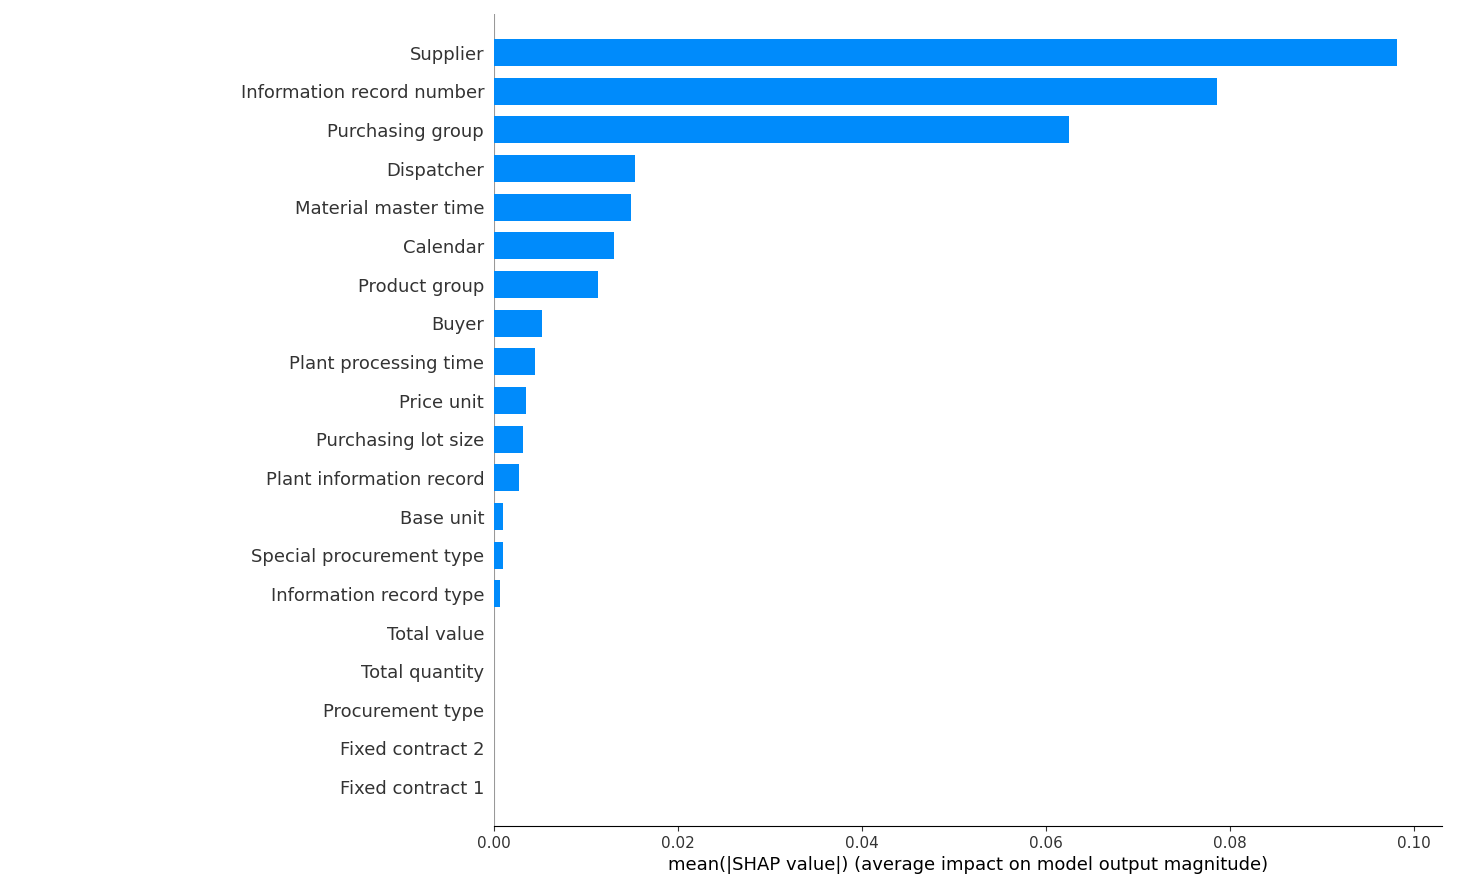 Supplier
Information record number
Purchasing group
Dispatcher
Material master time
Calendar
Product group
Buyer
Plant processing time
Price unit
Purchasing lot size
Plant information record
Base unit
Special procurement type
Information record type
Total value
Total quantity
Procurement type
Fixed contract 2
Fixed contract 1
0.00 0.02 0.04 0.06 0.08 0.10
mean(|SHAP value|) (average impact on model output magnitude)